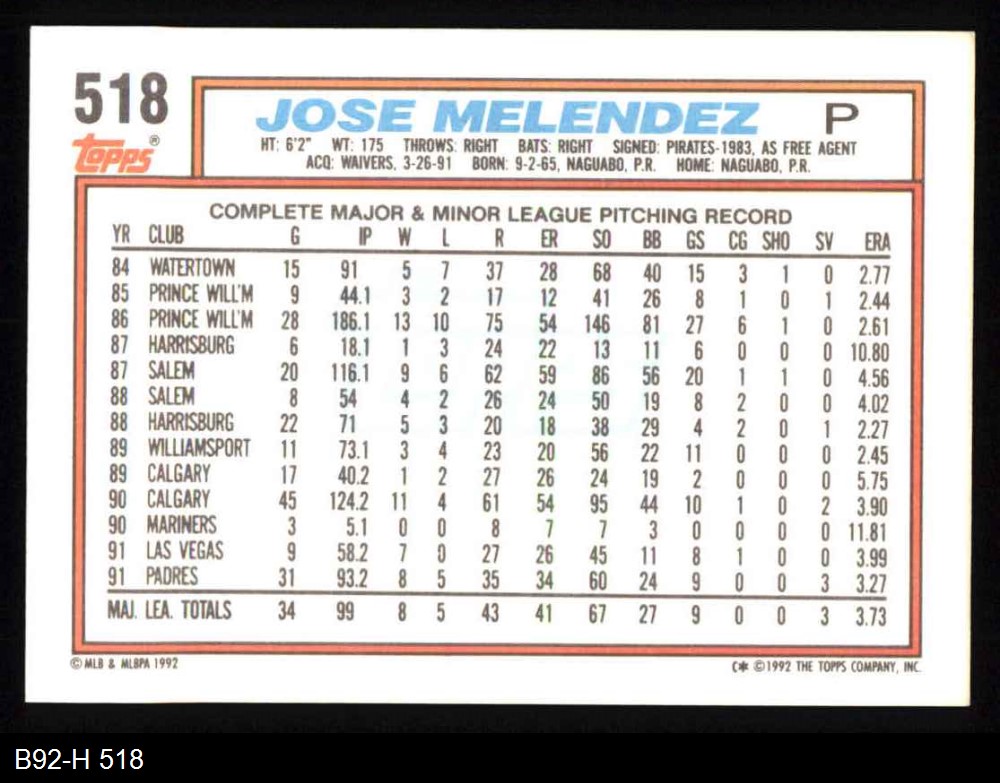 518
JOSE MELENDEZ P
topps®
HT: 6'2" WT: 175 THROWS: RIGHT BATS: RIGHT SIGNED: PIRATES-1983, AS FREE AGENT
ACQ: WAIVERS, 3-26-91 BORN: 9-2-65, NAGUABO, P.R. HOME: NAGUABO, P.R.
COMPLETE MAJOR & MINOR LEAGUE PITCHING RECORD
YR CLUB G IP W L R ER SO BB GS CG SHO SV ERA
84 WATERTOWN 15 91 5 7 37 28 68 40 15 3 1 0 2.77
85 PRINCE WILL'M 9 44.1 3 2 17 12 41 26 8 1 0 1 2.44
86 PRINCE WILL'M 28 186.1 13 10 75 54 146 81 27 6 1 0 2.61
87 HARRISBURG 6 18.1 1 3 24 22 13 11 6 0 0 0 10.80
87 SALEM 20 116.1 9 6 62 59 86 56 20 1 1 0 4.56
88 SALEM 8 54 4 2 26 24 50 19 8 2 0 0 4.02
88 HARRISBURG 22 71 5 3 20 18 38 29 4 2 0 1 2.27
89 WILLIAMSPORT 11 73.1 3 4 23 20 56 22 11 0 0 0 2.45
89 CALGARY 17 40.2 1 2 27 26 24 19 2 0 0 0 5.75
90 CALGARY 45 124.2 11 4 61 54 95 44 10 1 0 2 3.90
90 MARINERS 3 5.1 0 0 8 7 7 3 0 0 0 0 11.81
91 LAS VEGAS 9 58.2 7 0 27 26 45 11 8 1 0 0 3.99
91 PADRES 31 93.2 8 5 35 34 60 24 9 0 0 3 3.27
MAJ. LEA. TOTALS 34 99 8 5 43 41 67 27 9 0 0 3 3.73
© MLB & MLBPA 1992 C✱ ©1992 THE TOPPS COMPANY, INC.
B92-H 518